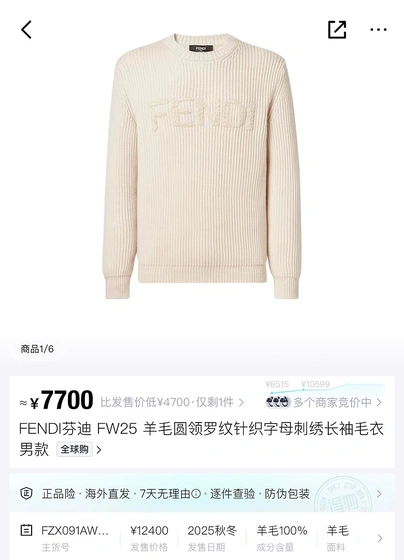 FENDI
FENDI
商品1/6
≈¥7700 比发售价低¥4700·仅剩1件
¥6515 ¥10599
多个商家竞价中
FENDI芬迪 FW25 羊毛圆领罗纹针织字母刺绣长袖毛衣
男款 全球购
正品险·海外直发·7天无理由·逐件查验·防伪包装
FZX091AW... ¥12400 2025秋冬 羊毛100% 羊毛
主货号 发售价格 发售日期 成分含量 面料